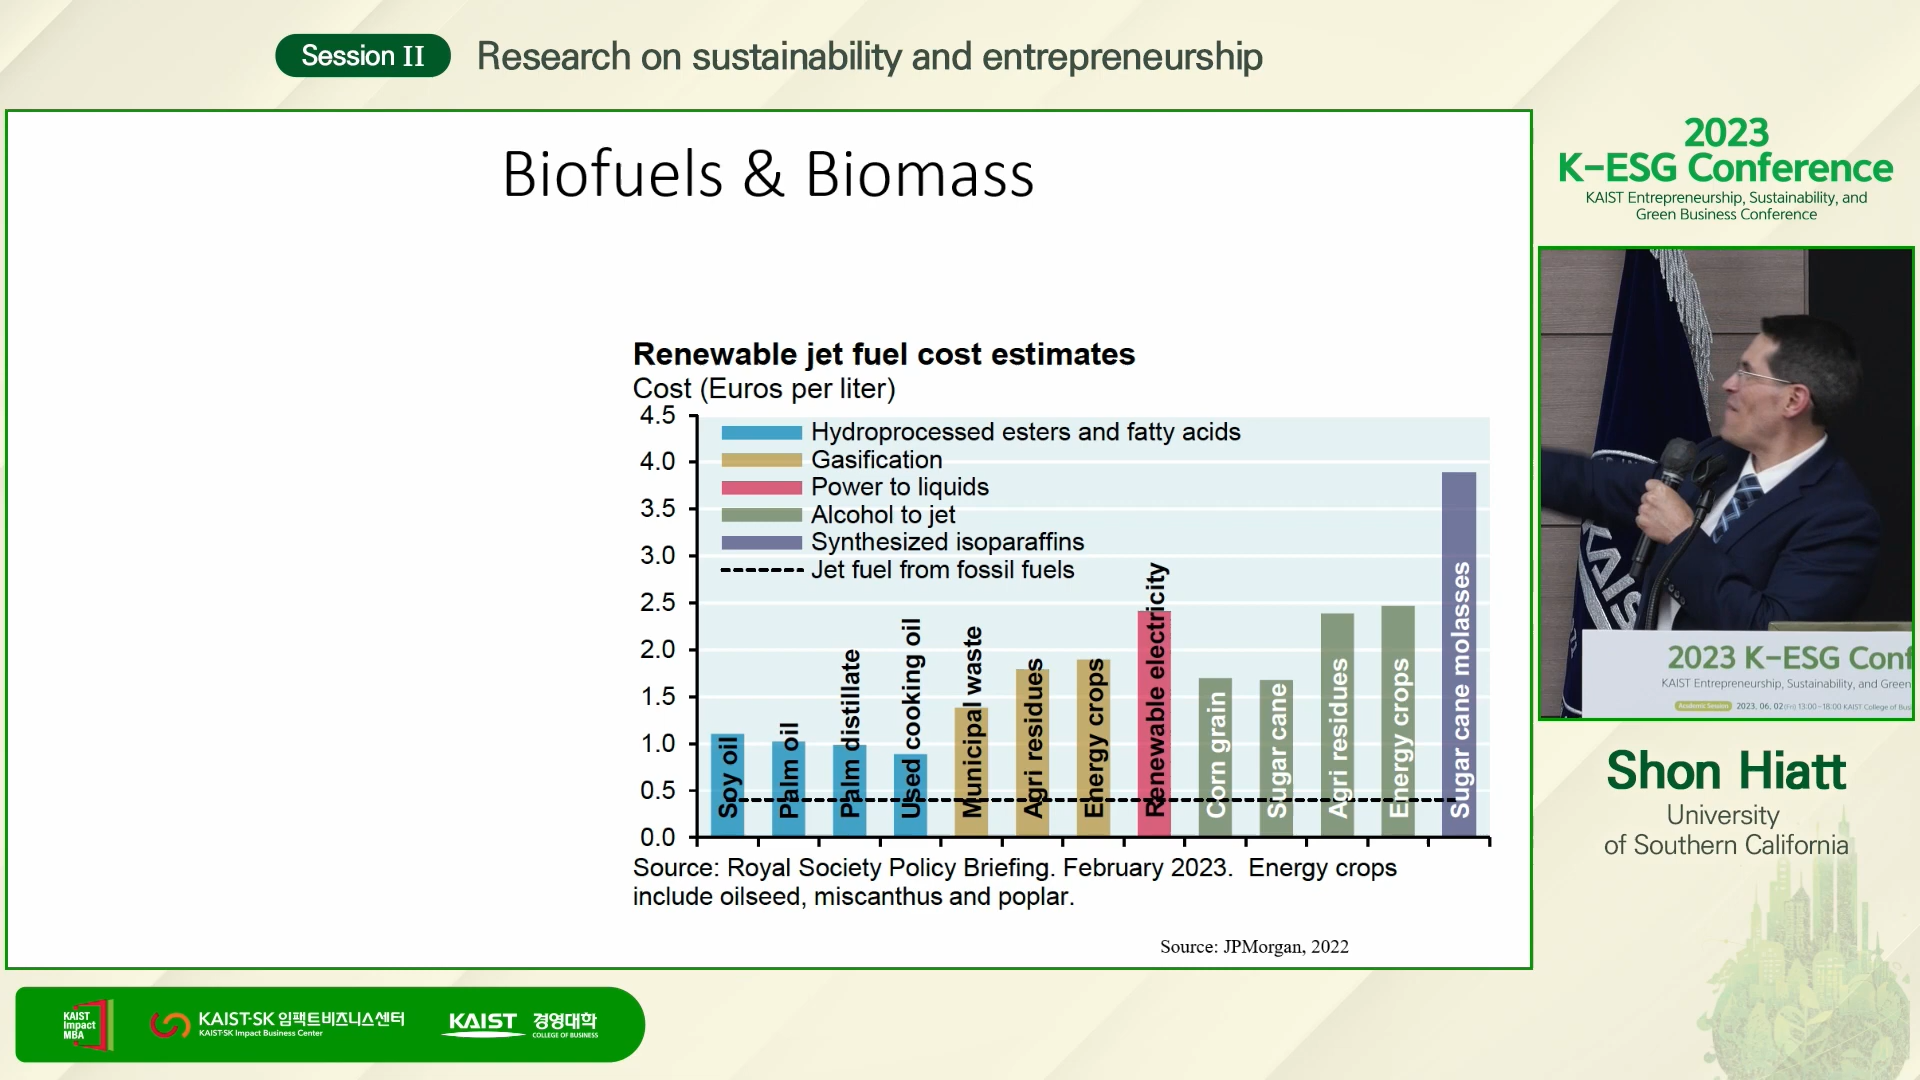 Session II Research on sustainability and entrepreneurship
Biofuels & Biomass
Renewable jet fuel cost estimates
Cost (Euros per liter)
4.5
4.0
3.5
3.0
2.5
2.0
1.5
1.0
0.5
0.0
Hydroprocessed esters and fatty acids
Gasification
Power to liquids
Alcohol to jet
Synthesized isoparaffins
Jet fuel from fossil fuels
Soy oil
Palm oil
Palm distillate
Used cooking oil
Municipal waste
Agri residues
Energy crops
Renewable electricity
Corn grain
Sugar cane
Agri residues
Energy crops
Sugar cane molasses
Source: Royal Society Policy Briefing. February 2023. Energy crops
include oilseed, miscanthus and poplar.
Source: JPMorgan, 2022
2023
K-ESG Conference
KAIST Entrepreneurship, Sustainability, and
Green Business Conference
KAIS
2023 K-ESG Conf
KAIST Entrepreneurship, Sustainability, and Green
Academic Session 2023. 06. 02(Fri) 13:00~18:00 KAIST College of Bus
Shon Hiatt
University
of Southern California
KAIST
Impact
MBA
KAIST-SK 임팩트비즈니스센터
KAIST-SK Impact Business Center
KAIST 경영대학
COLLEGE OF BUSINESS